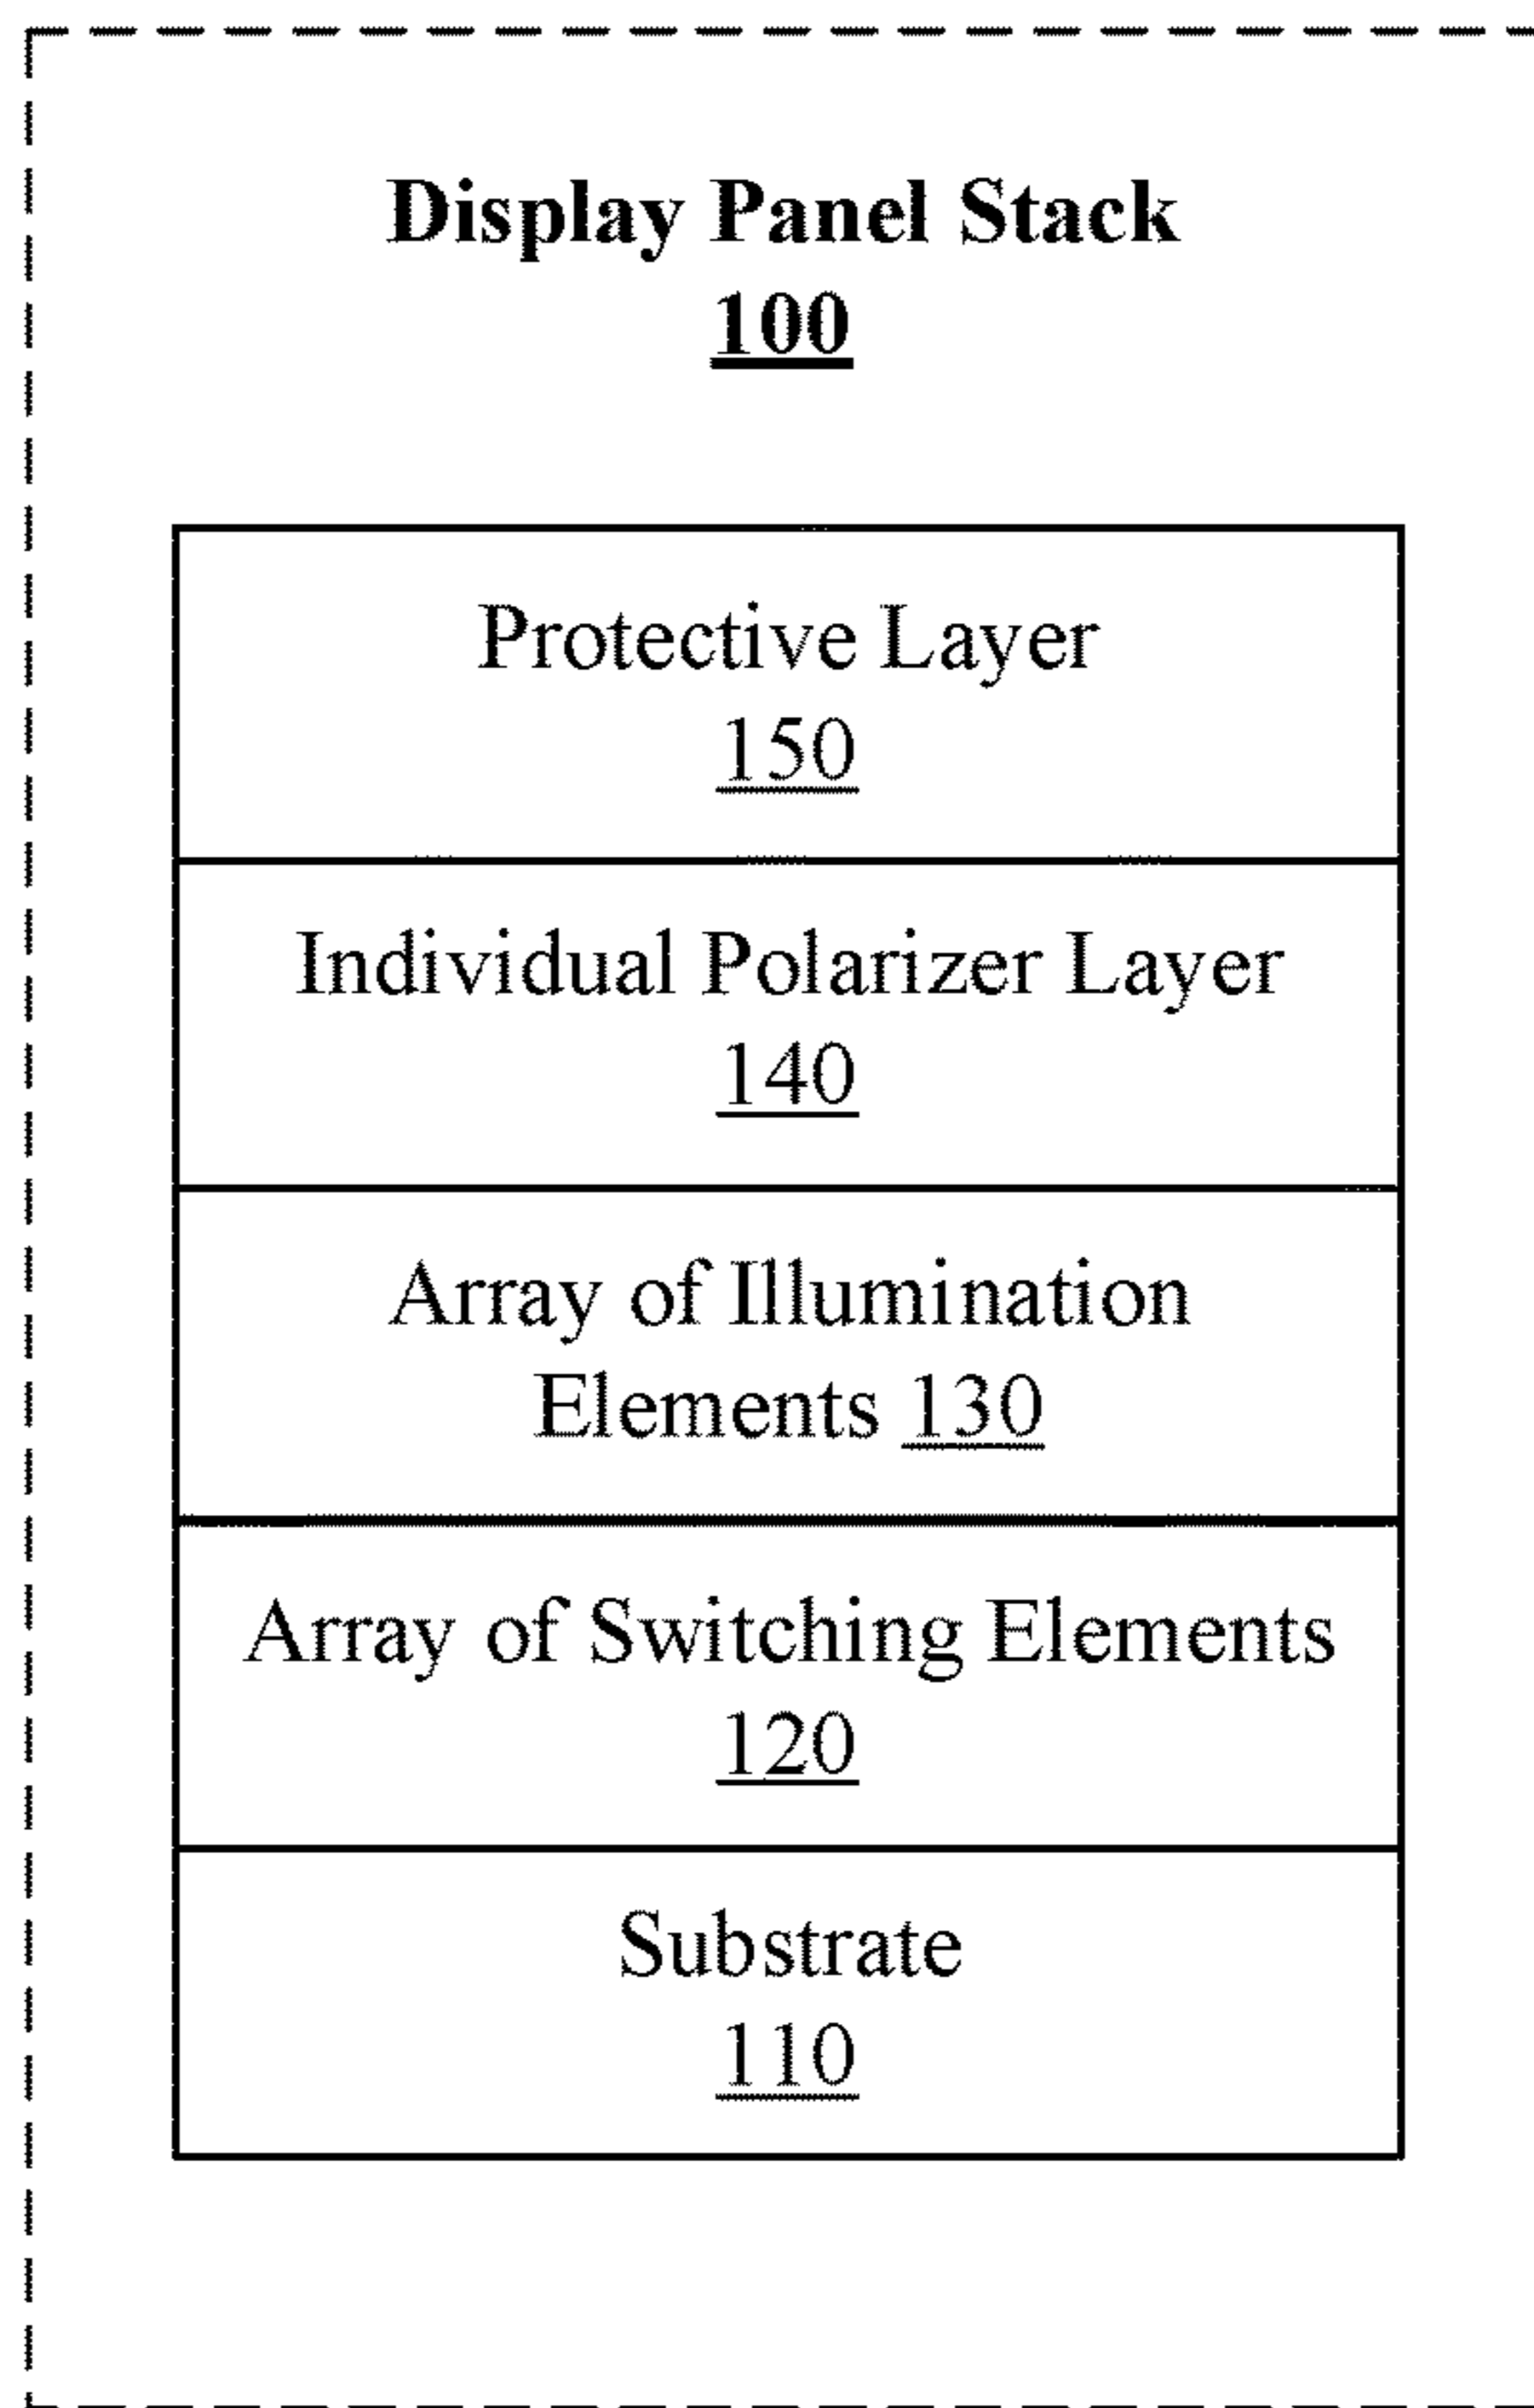 Display Panel Stack
100
Protective Layer
150
Individual Polarizer Layer
140
Array of Illumination
Elements 130
Array of Switching Elements
120
Substrate
110